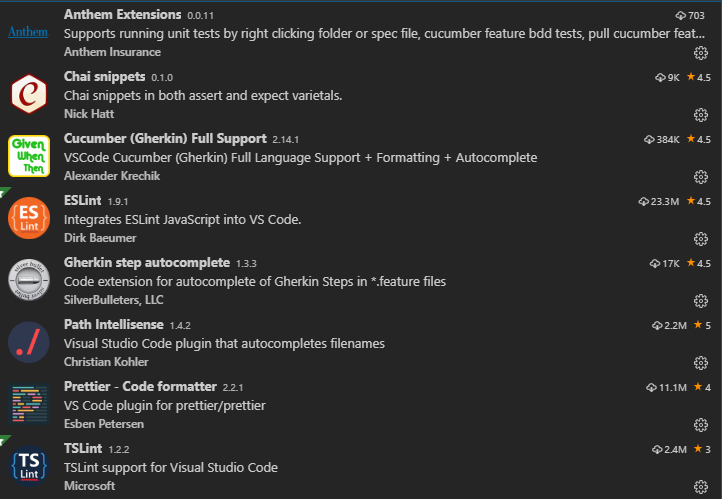 Anthem Extensions 0.0.11 703
Anthem Supports running unit tests by right clicking folder or spec file, cucumber feature bdd tests, pull cucumber feat...
Anthem Insurance
Chai snippets 0.1.0 9K ★ 4.5
C Chai snippets in both assert and expect varietals.
Nick Hatt
Cucumber (Gherkin) Full Support 2.14.1 384K ★ 4.5
Given
When
Then
VSCode Cucumber (Gherkin) Full Language Support + Formatting + Autocomplete
Alexander Krechik
ESLint 1.9.1 23.3M ★ 4.5
{ES}
Lint
Integrates ESLint JavaScript into VS Code.
Dirk Baeumer
Gherkin step autocomplete 1.3.3 17K ★ 4.5
silver bullet
Code extension for autocomplete of Gherkin Steps in *.feature files
SilverBulleters, LLC
Path Intellisense 1.4.2 2.2M ★ 5
./ Visual Studio Code plugin that autocompletes filenames
Christian Kohler
Prettier - Code formatter 2.2.1 11.1M ★ 4
VS Code plugin for prettier/prettier
Esben Petersen
TSLint 1.2.2 2.4M ★ 3
{TS}
Lint
TSLint support for Visual Studio Code
Microsoft